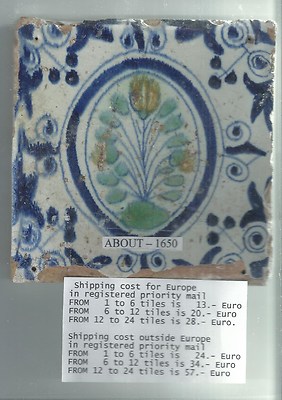 ABOUT - 1650
Shipping cost for Europe
in registered priority mail
FROM 1 to 6 tiles is 13.- Euro
FROM 6 to 12 tiles is 20.- Euro
FROM 12 to 24 tiles is 28.- Euro.
Shipping cost outside Europe
in registered priority mail
FROM 1 to 6 tiles is 24.- Euro
FROM 6 to 12 tiles is 34.- Euro
FROM 12 to 24 tiles is 57.- Euro